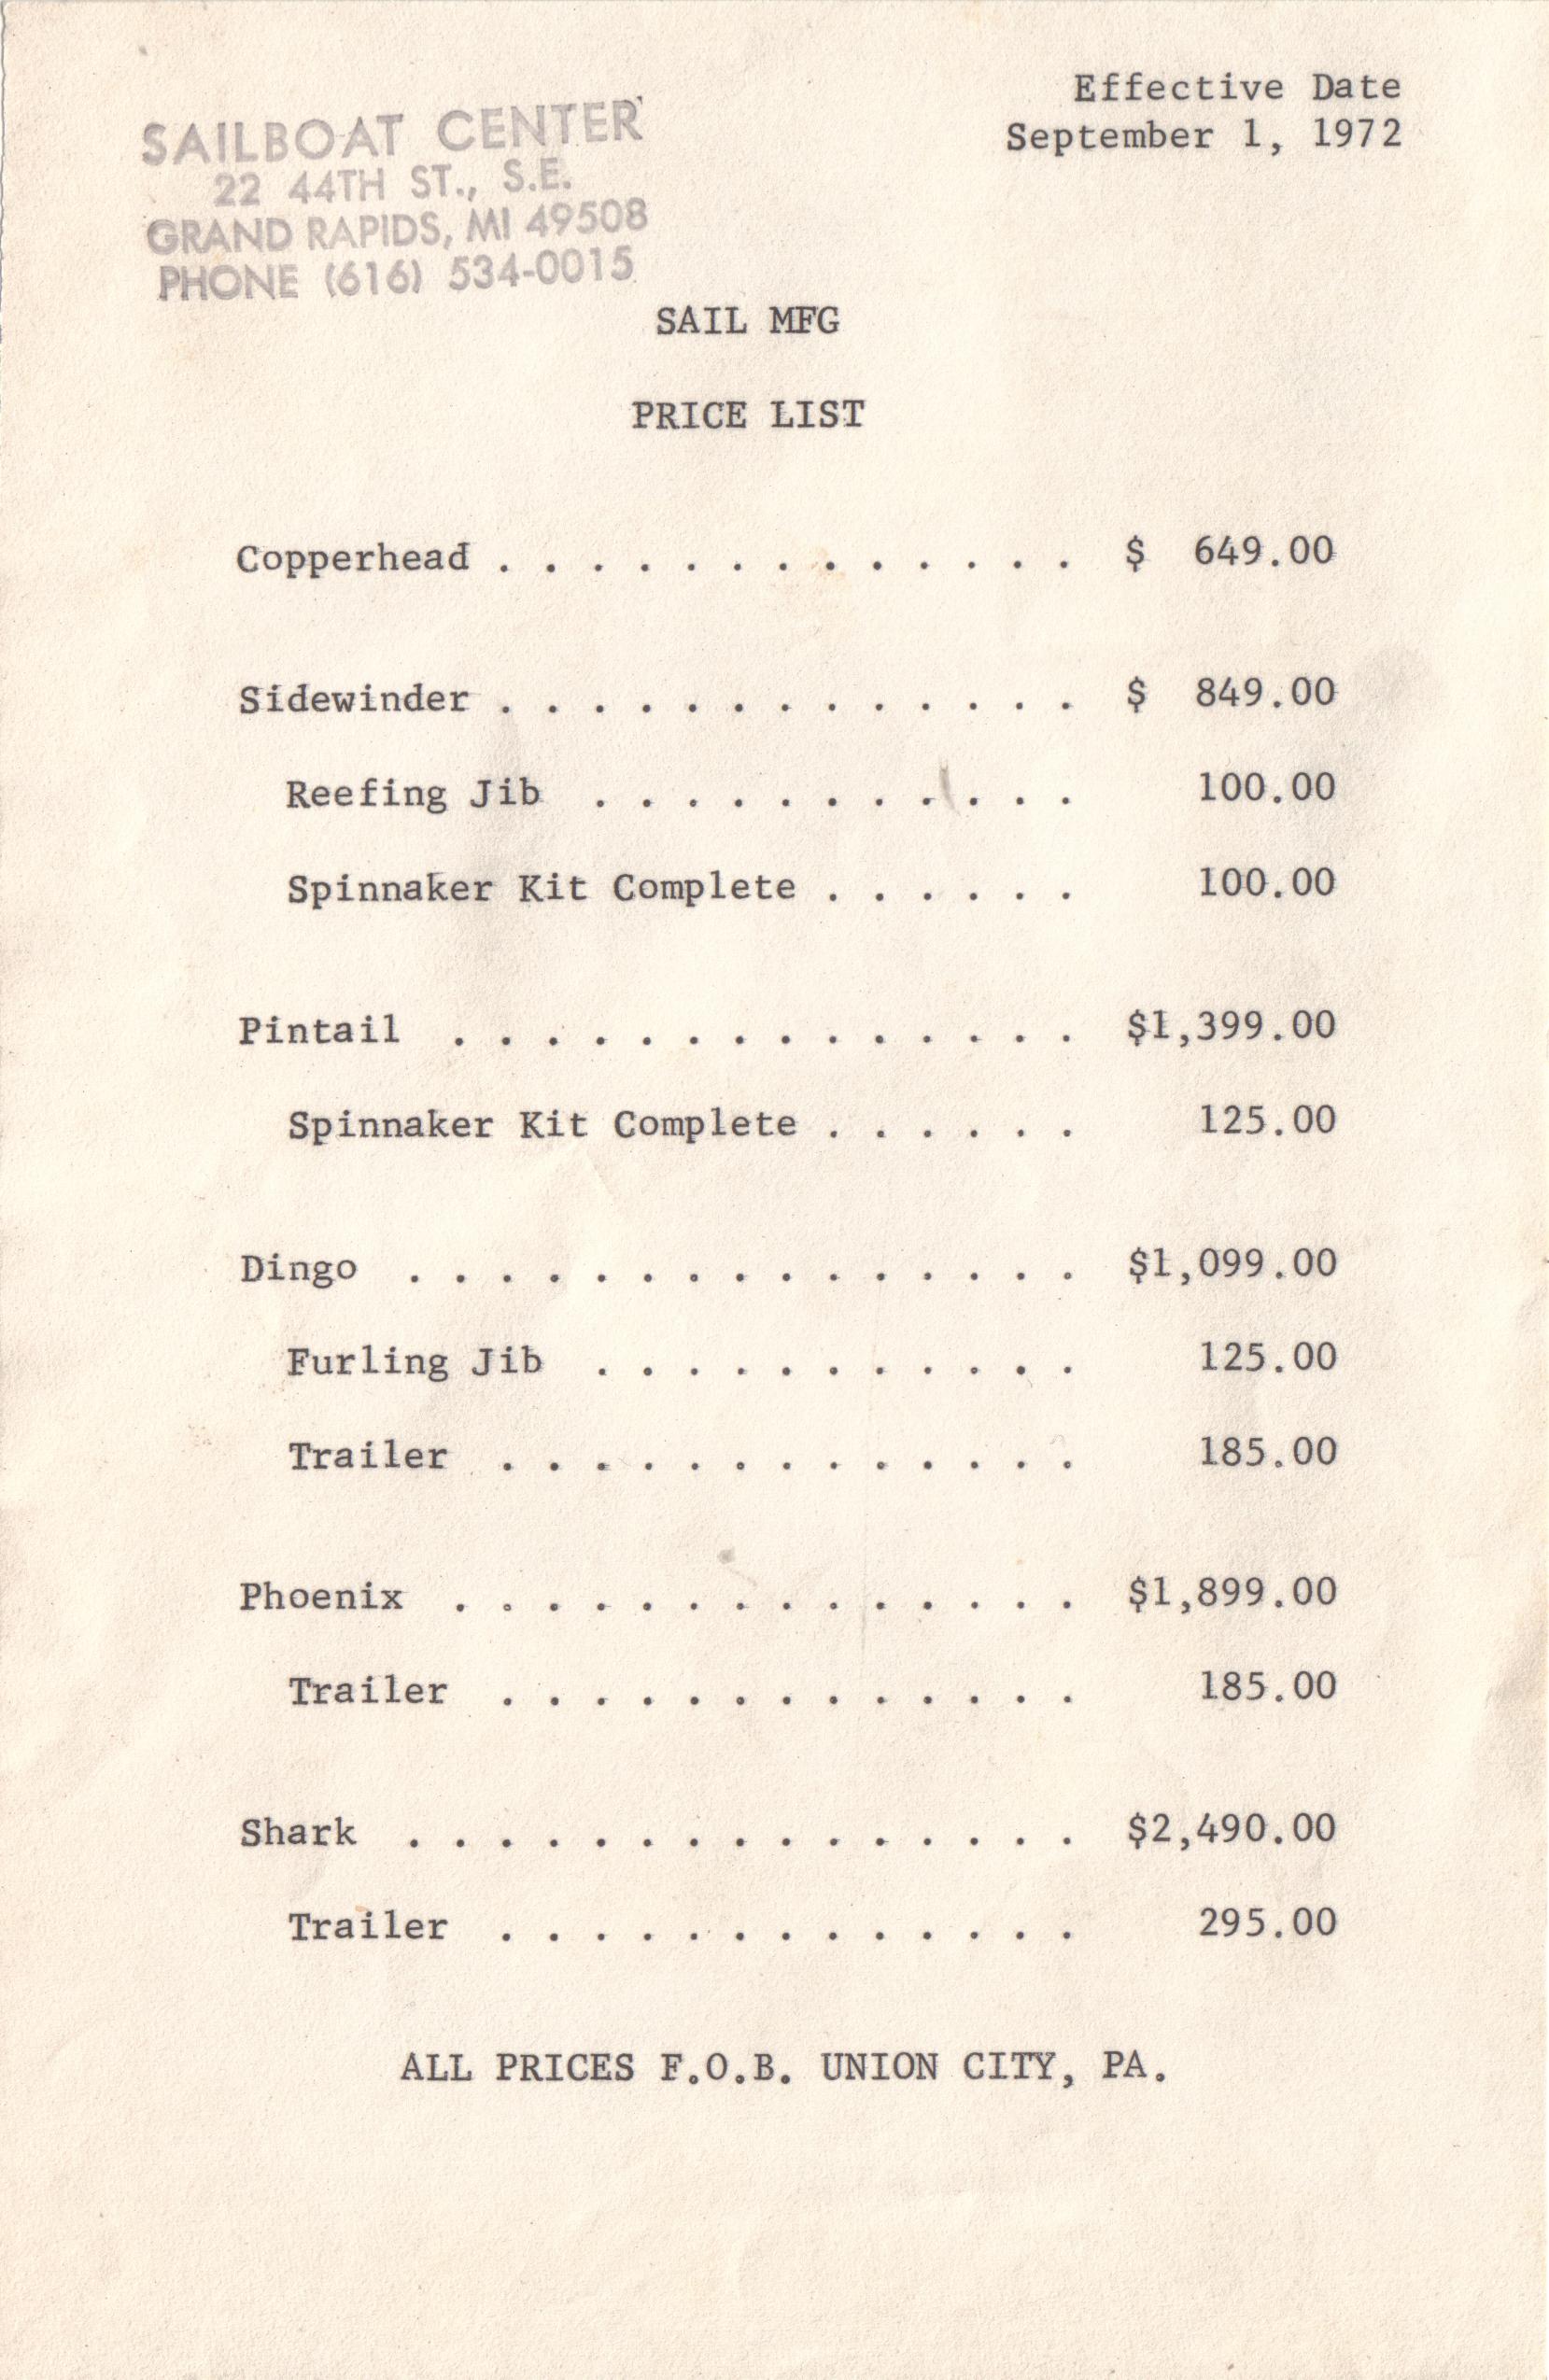 Effective Date
September 1, 1972
SAILBOAT CENTER
22 44TH ST., S.E.
GRAND RAPIDS, MI 49508
PHONE (616) 534-0015
SAIL MFG
PRICE LIST
Copperhead . . . . . . . . . . . . . $ 649.00
Sidewinder . . . . . . . . . . . . . $ 849.00
Reefing Jib . . . . . . . . . . . 100.00
Spinnaker Kit Complete . . . . . . 100.00
Pintail . . . . . . . . . . . . . . $1,399.00
Spinnaker Kit Complete . . . . . . 125.00
Dingo . . . . . . . . . . . . . . . $1,099.00
Furling Jib . . . . . . . . . . . 125.00
Trailer . . . . . . . . . . . . . 185.00
Phoenix . . . . . . . . . . . . . . $1,899.00
Trailer . . . . . . . . . . . . . 185.00
Shark . . . . . . . . . . . . . . . $2,490.00
Trailer . . . . . . . . . . . . . 295.00
ALL PRICES F.O.B. UNION CITY, PA.